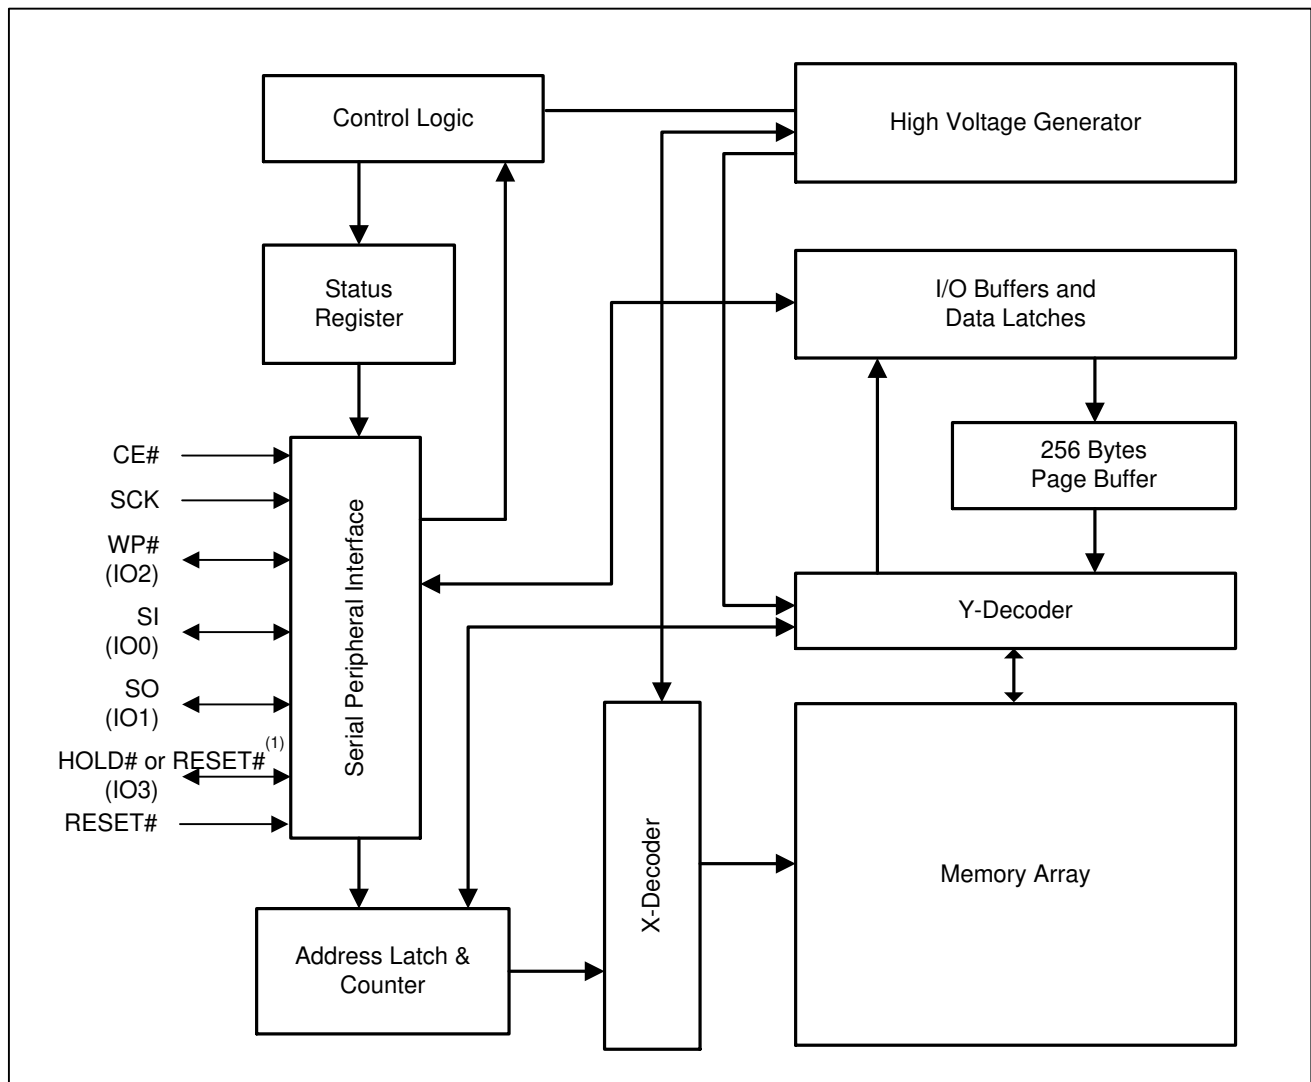 Control Logic
High Voltage Generator
Status
Register
I/O Buffers and
Data Latches
256 Bytes
Page Buffer
CE#
SCK
WP#
(IO2)
SI
(IO0)
SO
(IO1)
HOLD# or RESET#(1)
(IO3)
RESET#
Serial Peripheral Interface
Y-Decoder
X-Decoder
Memory Array
Address Latch &
Counter